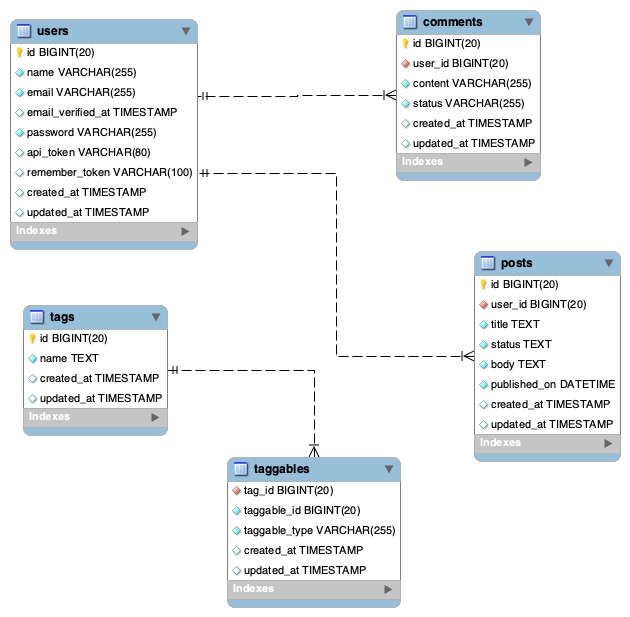 users
id BIGINT(20)
name VARCHAR(255)
email VARCHAR(255)
email_verified_at TIMESTAMP
password VARCHAR(255)
api_token VARCHAR(80)
remember_token VARCHAR(100)
created_at TIMESTAMP
updated_at TIMESTAMP
Indexes
comments
id BIGINT(20)
user_id BIGINT(20)
content VARCHAR(255)
status VARCHAR(255)
created_at TIMESTAMP
updated_at TIMESTAMP
Indexes
posts
id BIGINT(20)
user_id BIGINT(20)
title TEXT
status TEXT
body TEXT
published_on DATETIME
created_at TIMESTAMP
updated_at TIMESTAMP
Indexes
tags
id BIGINT(20)
name TEXT
created_at TIMESTAMP
updated_at TIMESTAMP
Indexes
taggables
tag_id BIGINT(20)
taggable_id BIGINT(20)
taggable_type VARCHAR(255)
created_at TIMESTAMP
updated_at TIMESTAMP
Indexes